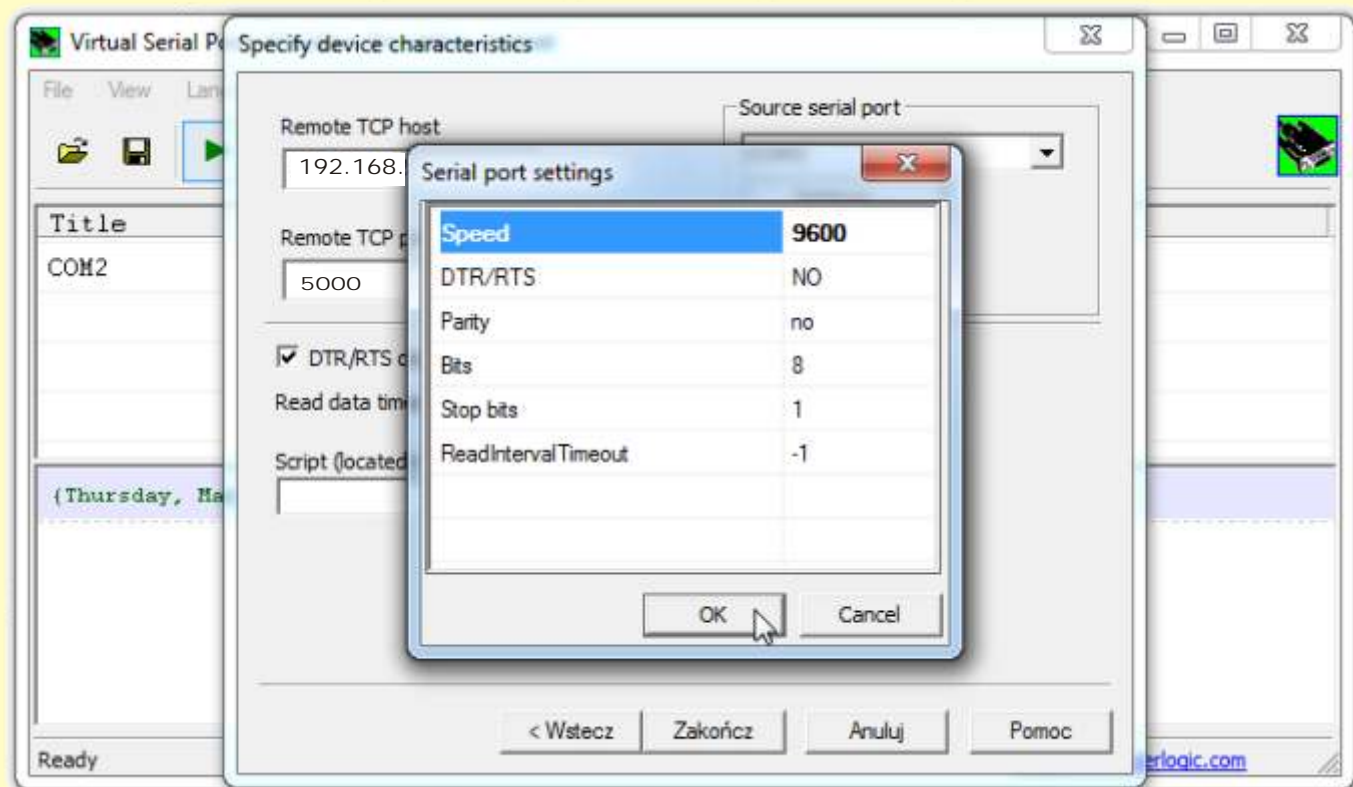 Virtual Serial Po
Specify device characteristics
File View Lan
Remote TCP host
Source serial port
192.168.
Serial port settings
Title
Remote TCP p
Speed 9600
COM2
DTR/RTS NO
5000
Parity no
DTR/RTS
Bits 8
Read data tim
Stop bits 1
ReadIntervalTimeout -1
Script (located
(Thursday, Ma
OK Cancel
< Wstecz Zakończ Anuluj Pomoc
Ready
erlogic.com